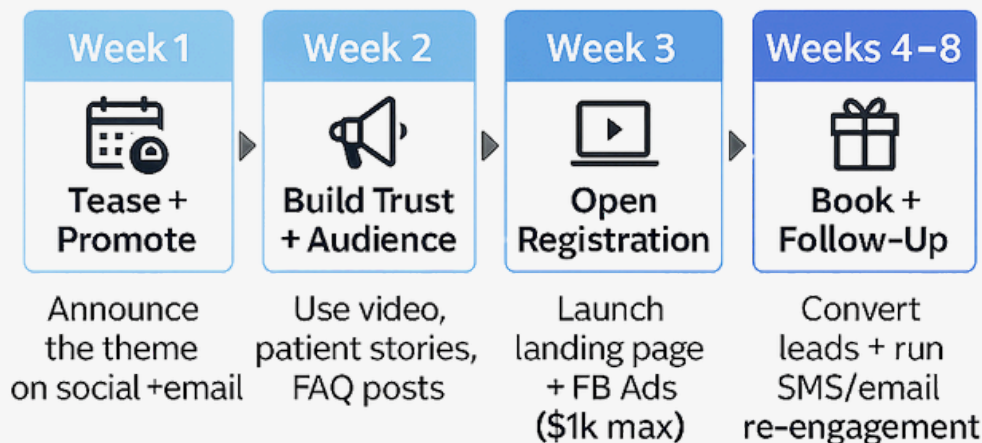 Week 1
Tease +
Promote
Announce
the theme
on social +email
Week 2
Build Trust
+ Audience
Use video,
patient stories,
FAQ posts
Week 3
Open
Registration
Launch
landing page
+ FB Ads
($1k max)
Weeks 4–8
Book +
Follow-Up
Convert
leads + run
SMS/email
re-engagement